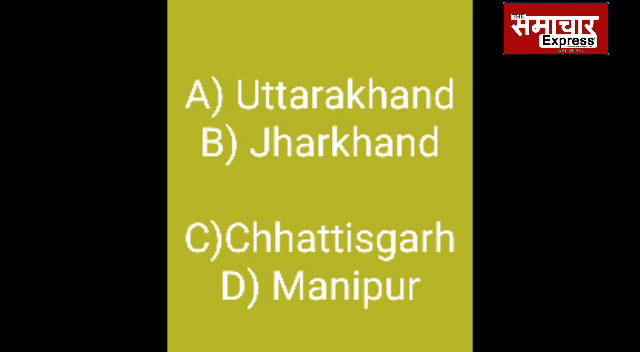 समाचार
Express
A) Uttarakhand
B) Jharkhand
C)Chhattisgarh
D) Manipur